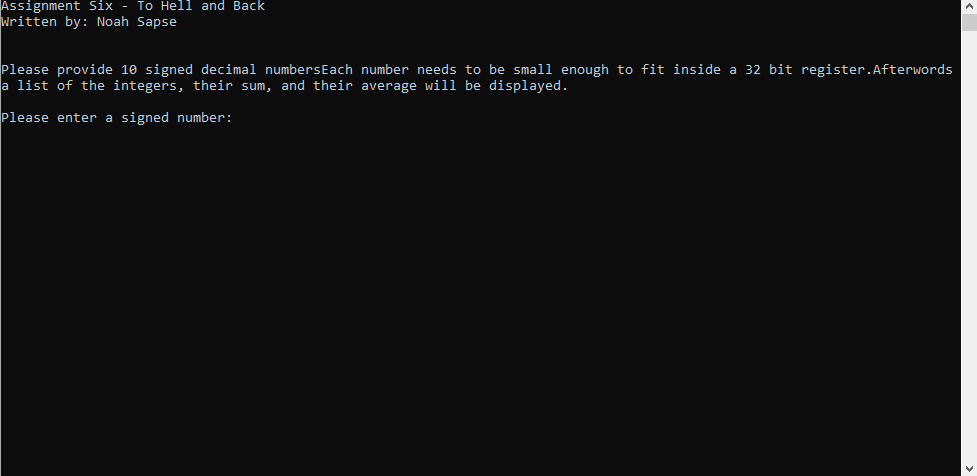 Assignment Six - To Hell and Back
Written by: Noah Sapse
Please provide 10 signed decimal numbersEach number needs to be small enough to fit inside a 32 bit register.Afterwords
a list of the integers, their sum, and their average will be displayed.
Please enter a signed number: